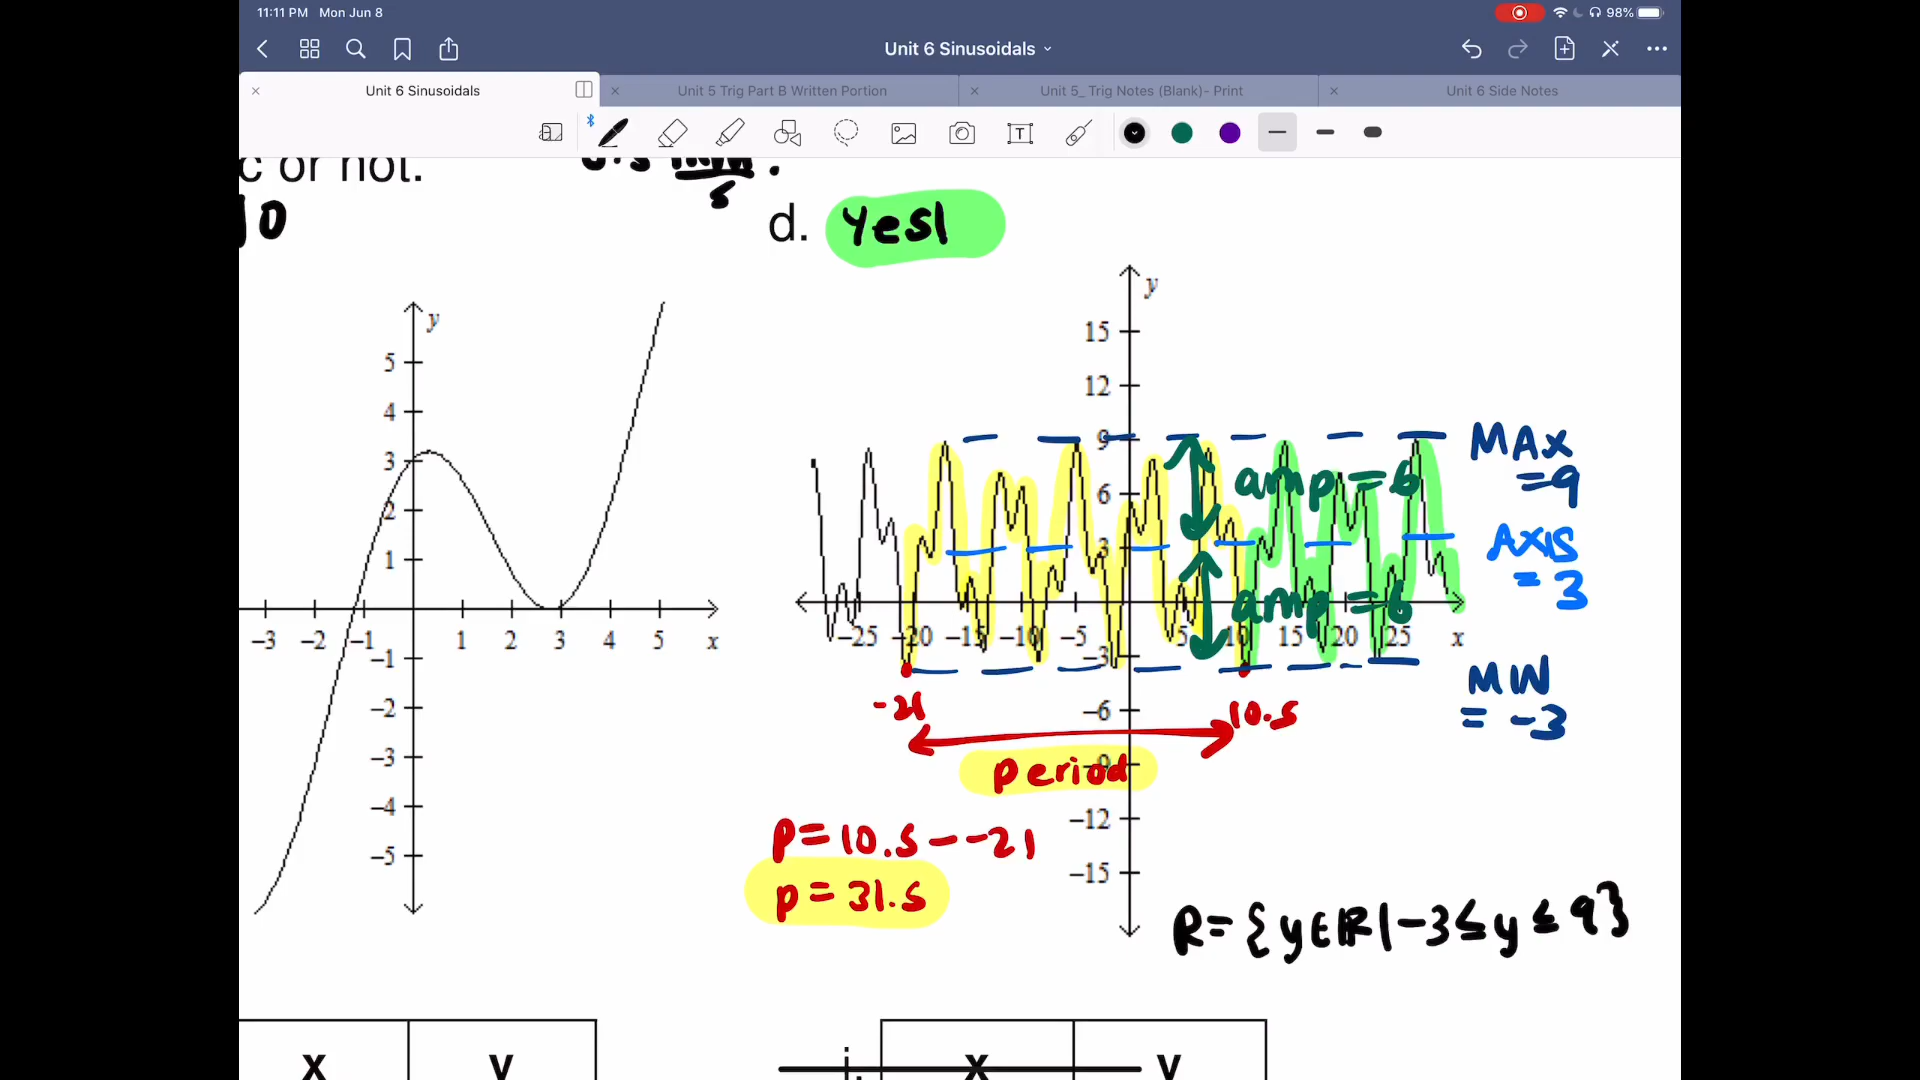 11:11 PM Mon Jun 8
98%
Unit 6 Sinusoidals
Unit 6 Sinusoidals
Unit 5 Trig Part B Written Portion
Unit 5_ Trig Notes (Blank)- Print
Unit 6 Side Notes
c or not.
s
d. Yes!
y
5
4
3
2
1
-3 -2 -1 1 2 3 4 5 x
-1
-2
-3
-4
-5
y
15
12
9
6
3
-25 -20 -15 -10 -5 5 10 15 20 25 x
-3
-6
-9
-12
-15
MAX
=9
amp = 6
AXIS
= 3
amp = 6
MIN
= -3
-21
10.5
period
P = 10.5 - -21
P = 31.5
R = { y ∈ ℝ | -3 ≤ y ≤ 9 }
x y
i. x y